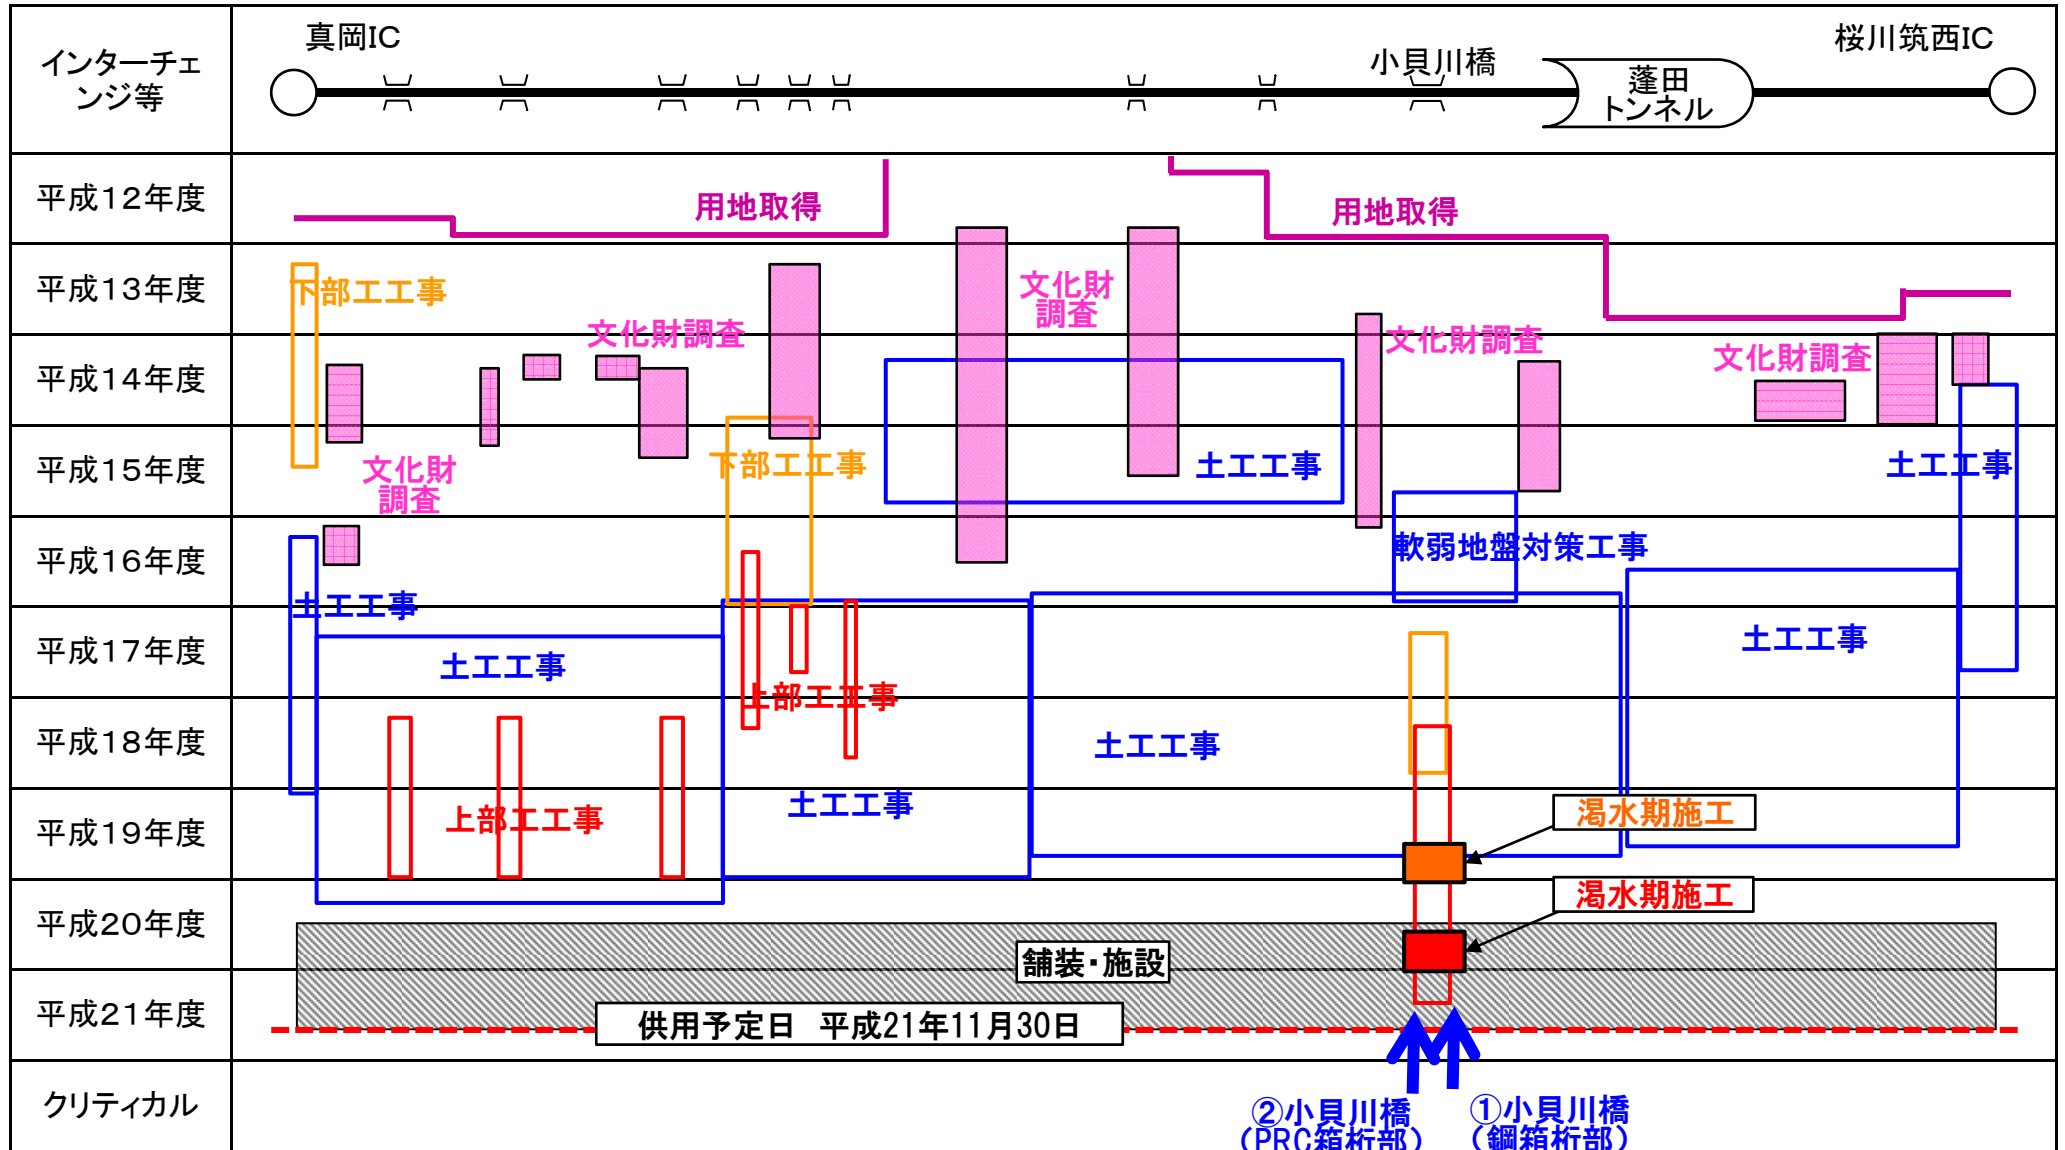 インターチェ
ンジ等
真岡IC
小貝川橋
蓬田
トンネル
桜川筑西IC
平成12年度
用地取得
用地取得
平成13年度
下部工工事
文化財
調査
文化財調査
文化財調査
平成14年度
文化財調査
平成15年度
文化財
調査
下部工工事
土工工事
土工工事
平成16年度
軟弱地盤対策工事
土工工事
平成17年度
土工工事
土工工事
上部工工事
平成18年度
土工工事
平成19年度
上部工工事
土工工事
渇水期施工
渇水期施工
平成20年度
舗装・施設
平成21年度
供用予定日　平成21年11月30日
クリティカル
②小貝川橋
（PRC箱桁部）
①小貝川橋
（鋼箱桁部）